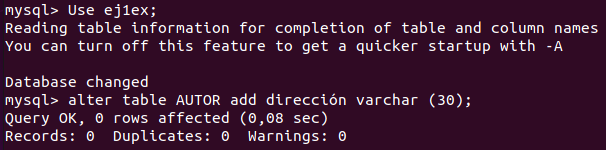 mysql> Use ej1ex;
Reading table information for completion of table and column names
You can turn off this feature to get a quicker startup with -A
Database changed
mysql> alter table AUTOR add dirección varchar (30);
Query OK, 0 rows affected (0,08 sec)
Records: 0  Duplicates: 0  Warnings: 0